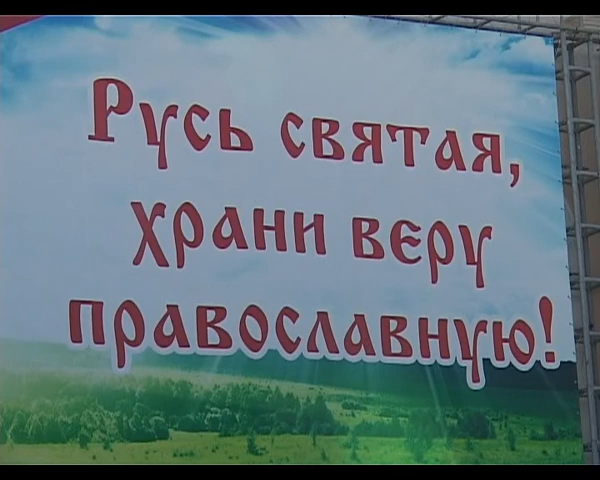 Русь святая,
храни веру
православную!